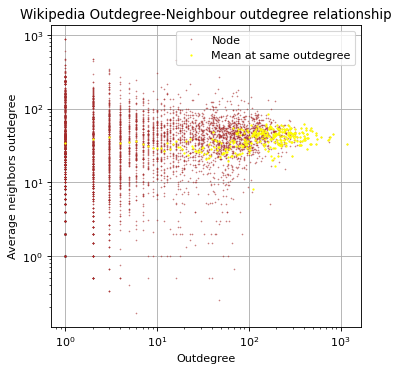 Wikipedia Outdegree-Neighbour outdegree relationship
Node
Mean at same outdegree
Average neighbors outdegree
10³
10²
10¹
10⁰
10⁰ 10¹ 10² 10³
Outdegree